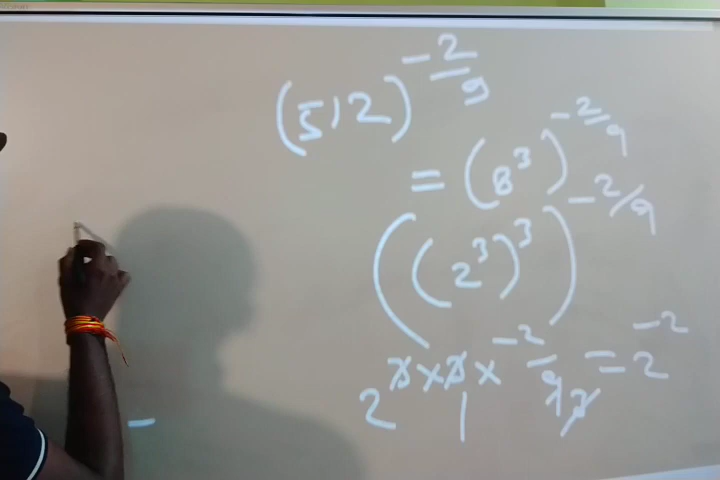 (512)^(-2/9)
= (8^3)^(-2/9)
((2^3)^3)^(-2/9)
2^(3×3×-2/9) = 2^-2